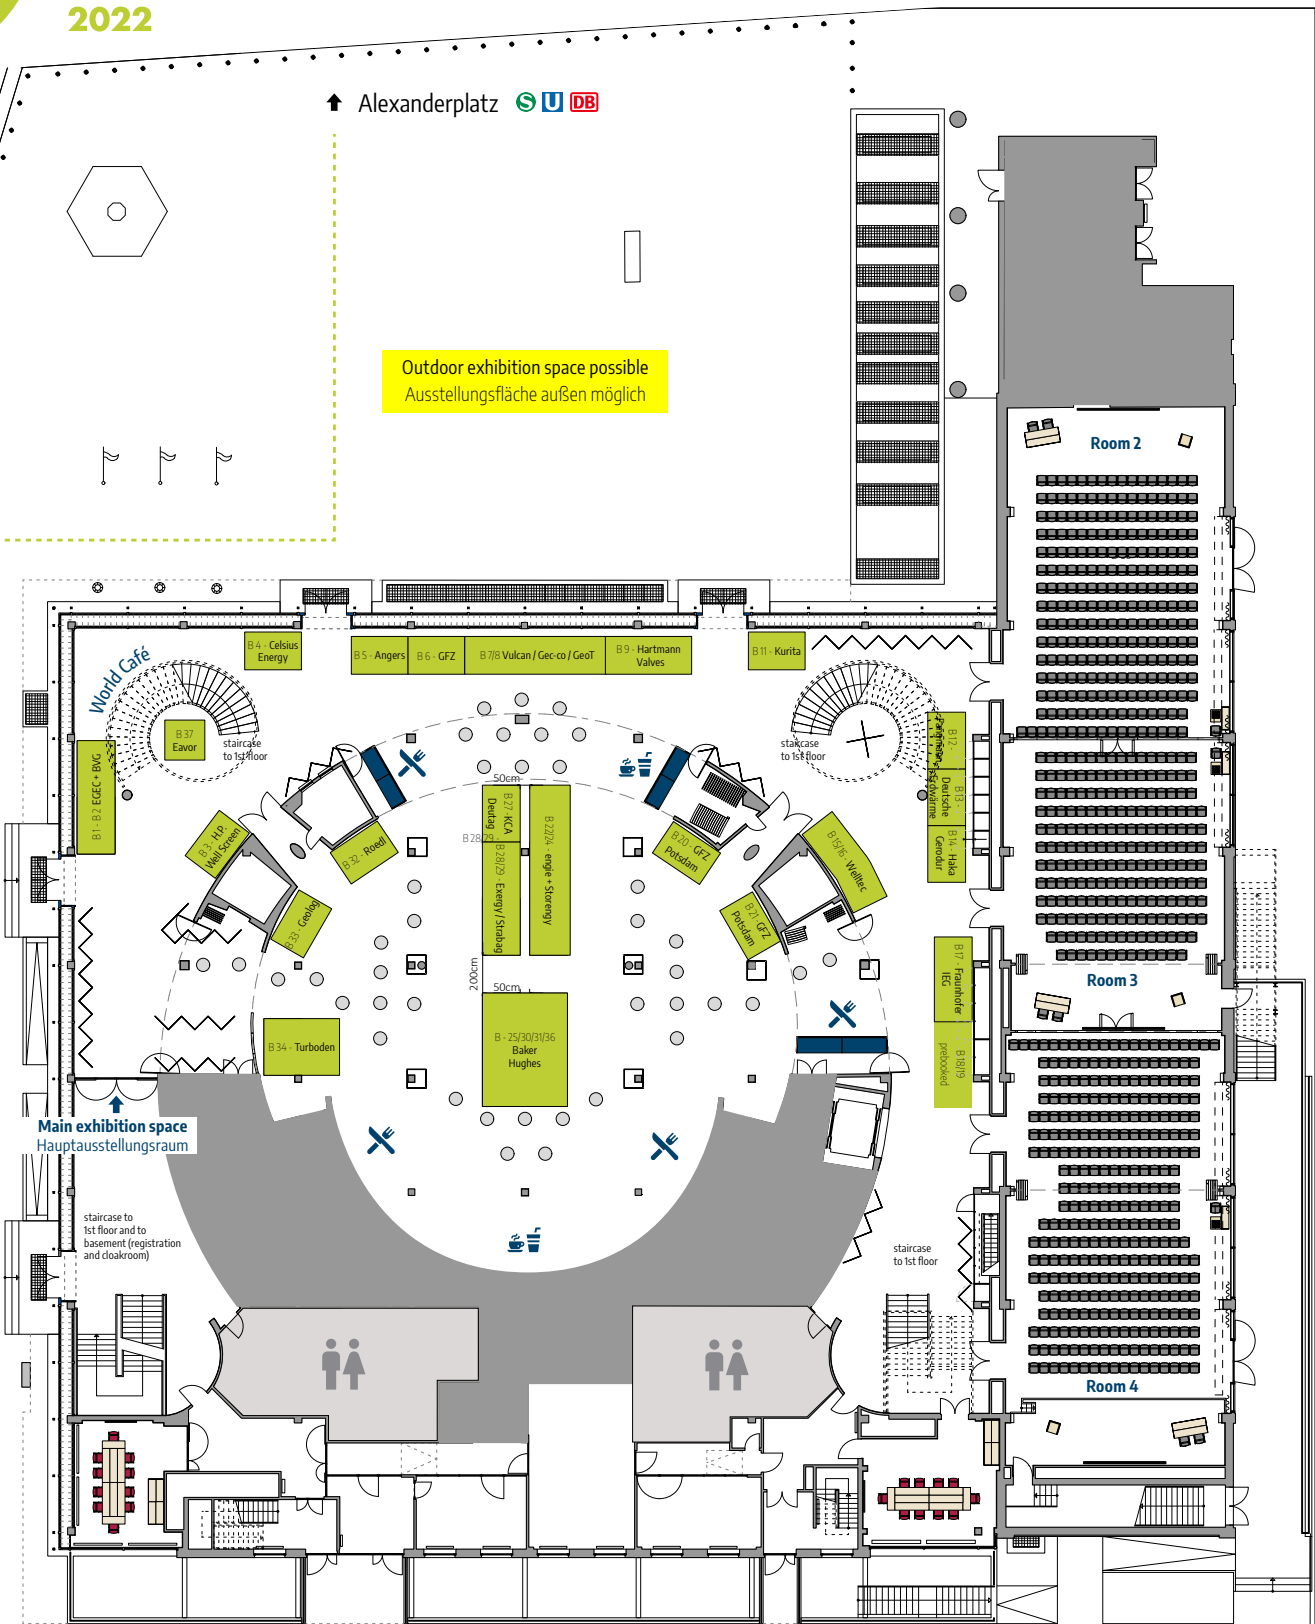 2022
Alexanderplatz S U DB
Outdoor exhibition space possible
Ausstellungsfläche außen möglich
Room 2
World Café
B 4 - Celsius
Energy
B 5 - Angers
B 6 - GFZ
B 7/8 Vulcan / Gec-co / GeoT
B 9 - Hartmann
Valves
B 11 - Kurita
B 37
Eavor
staircase
to 1st floor
staircase
to 1st floor
B1 - B2 EGEC + BVG
B 12 -
B 13 -
Deutsche
Erdwärme
B 14 - Haka
Gerodur
50cm
B 27 - KCA
Deutag
B 22/24 - engie + Storengy
B 28/29 -
B 28/29 - Exergy / Strabag
B 3 - H.P.
Well Screen
B 32 - Roedl
B 20 - GFZ
Potsdam
B 15/16 - Welltec
B 33 - Geolog
B 21 - GFZ
Potsdam
B 17 - Fraunhofer
IEG
Room 3
2.00cm
50cm
B 34 - Turboden
B - 25/30/31/36
Baker
Hughes
B 18/19
prebooked
Main exhibition space
Hauptausstellungsraum
staircase to
1st floor and to
basement (registration
and cloakroom)
staircase
to 1st floor
Room 4